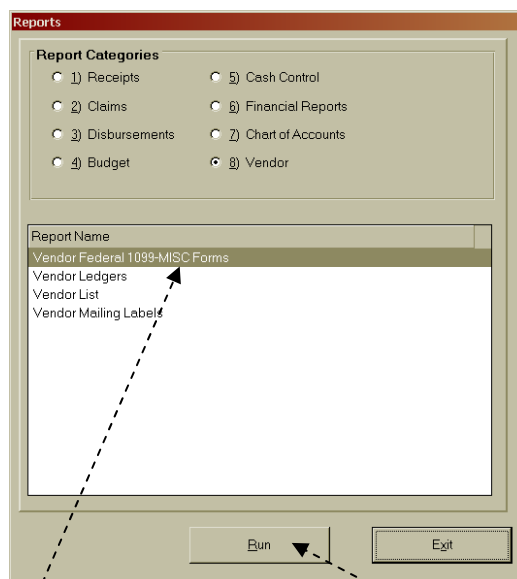 Reports
Report Categories
1) Receipts
2) Claims
3) Disbursements
4) Budget
5) Cash Control
6) Financial Reports
7) Chart of Accounts
8) Vendor
Report Name
Vendor Federal 1099-MISC Forms
Vendor Ledgers
Vendor List
Vendor Mailing Labels
Run
Exit